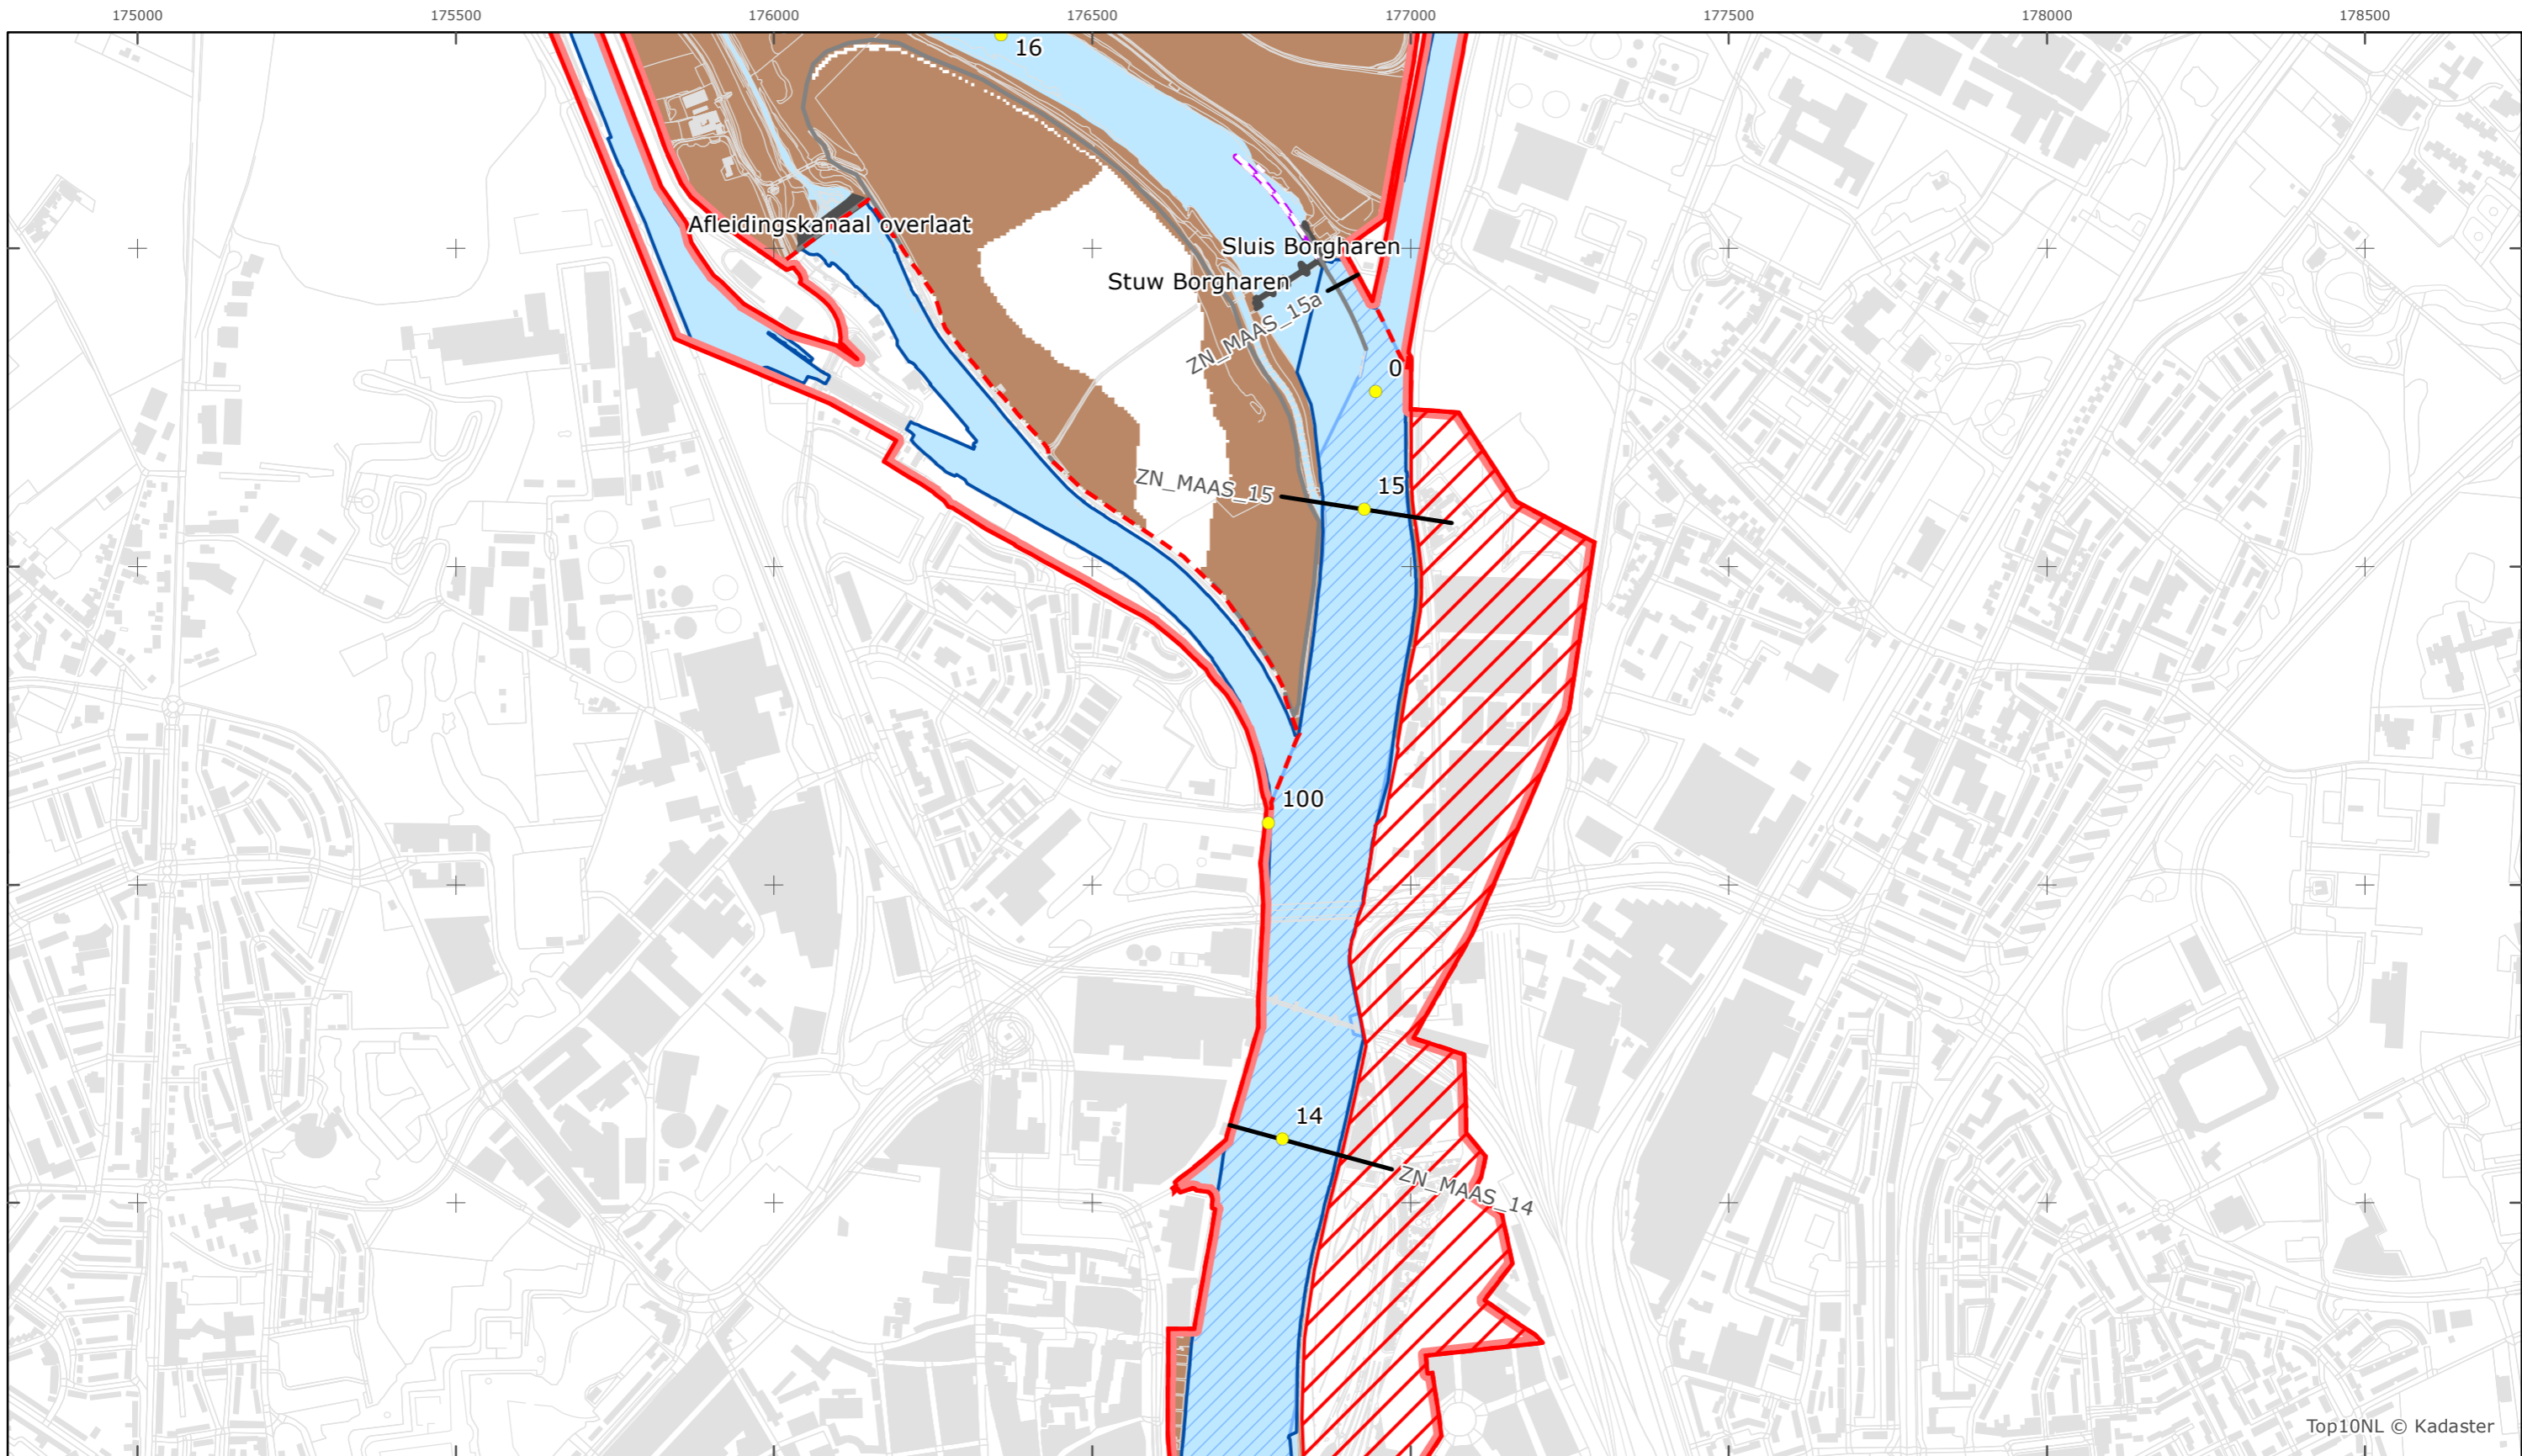 175000 175500 176000 176500 177000 177500 178000 178500
16
Afleidingskanaal overlaat
Sluis Borgharen
Stuw Borgharen
ZN_MAAS_15a
0
ZN_MAAS_15
15
100
14
ZN_MAAS_14
Top10NL © Kadaster